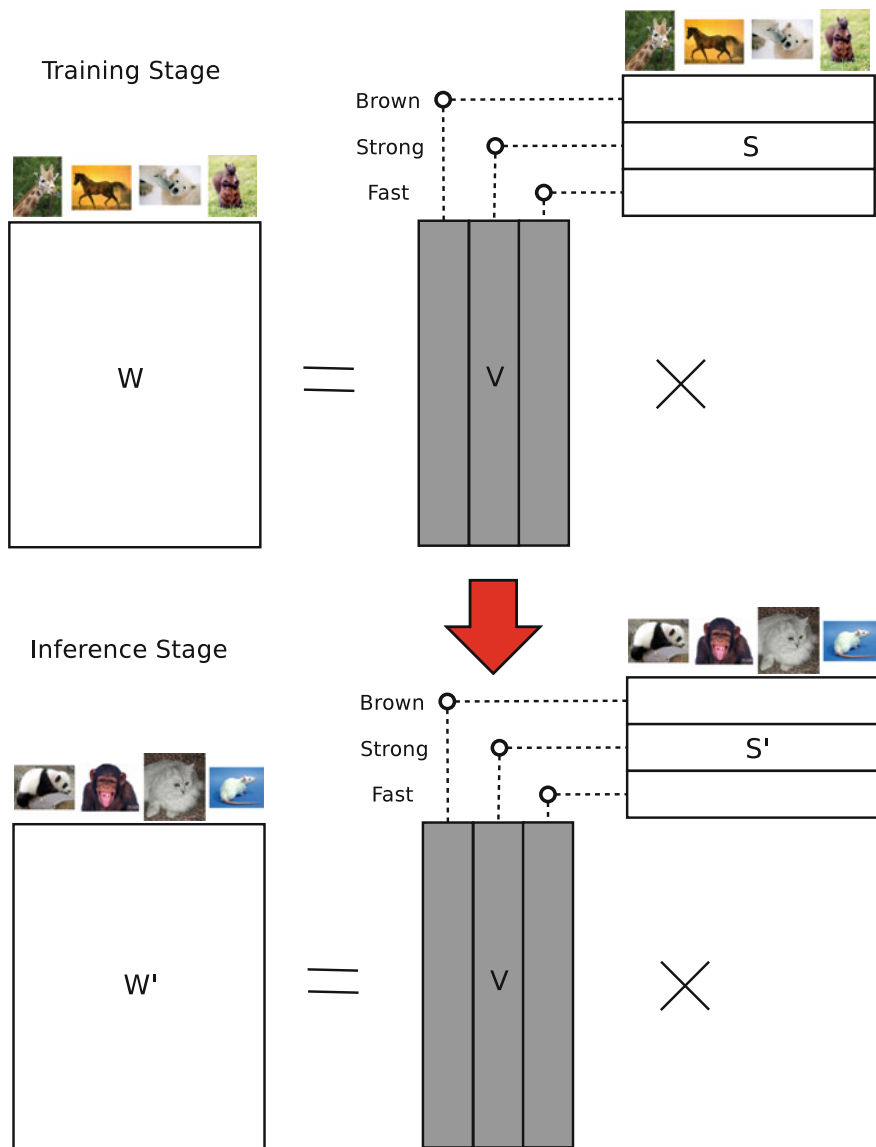 Training Stage
Brown
Strong
Fast
S
W
V
Inference Stage
Brown
Strong
Fast
S'
W'
V